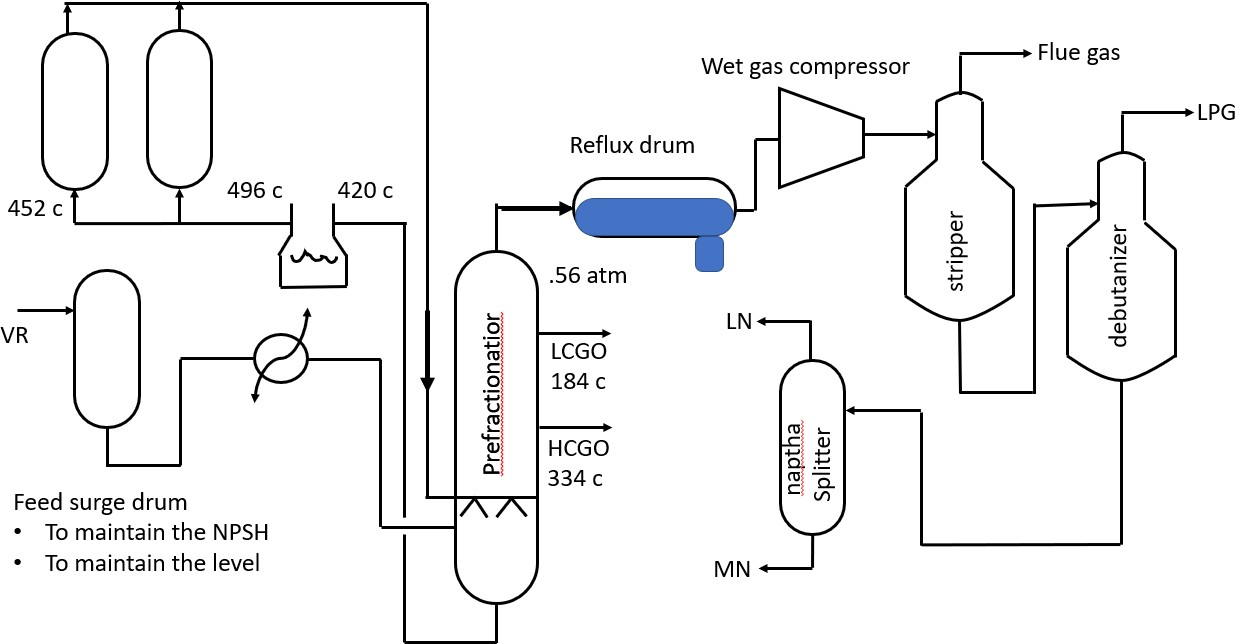 Flue gas
Wet gas compressor
LPG
Reflux drum
496 c
420 c
452 c
stripper
debutanizer
.56 atm
VR
Prefractionatior
LCGO
184 c
LN
HCGO
334 c
naptha
Splitter
Feed surge drum
• To maintain the NPSH
• To maintain the level
MN